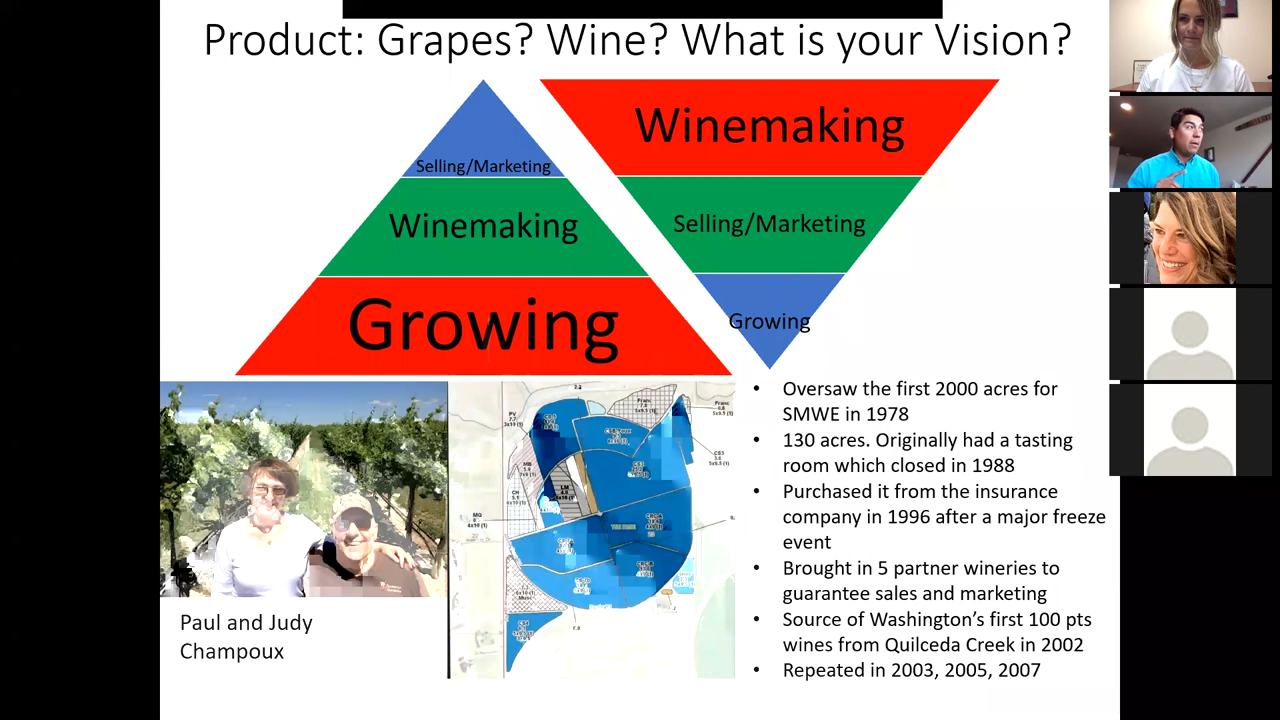 Product: Grapes? Wine? What is your Vision?
Selling/Marketing
Winemaking
Growing
Winemaking
Selling/Marketing
Growing
Paul and Judy
Champoux
• Oversaw the first 2000 acres for
SMWE in 1978
• 130 acres. Originally had a tasting
room which closed in 1988
• Purchased it from the insurance
company in 1996 after a major freeze
event
• Brought in 5 partner wineries to
guarantee sales and marketing
• Source of Washington’s first 100 pts
wines from Quilceda Creek in 2002
• Repeated in 2003, 2005, 2007